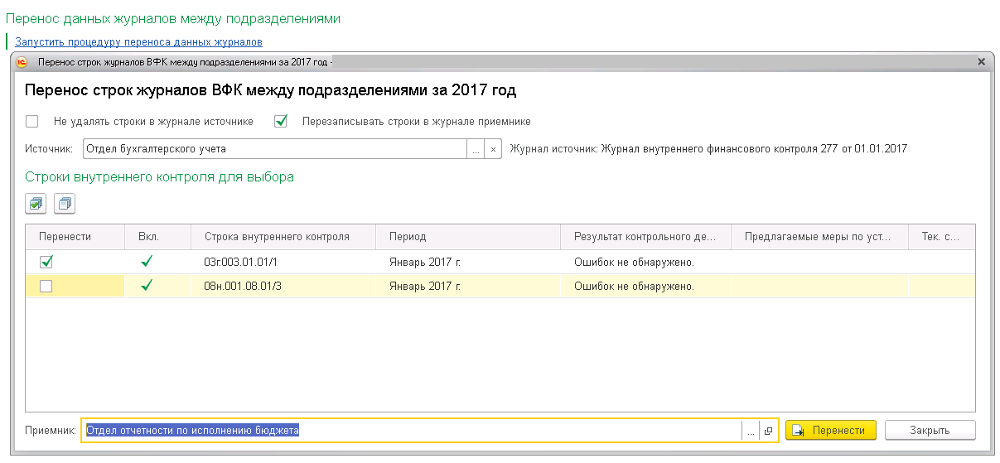 Перенос данных журналов между подразделениями
Запустить процедуру переноса данных журналов
Перенос строк журналов ВФК между подразделениями за 2017 год -
Перенос строк журналов ВФК между подразделениями за 2017 год
Не удалять строки в журнале источнике Перезаписывать строки в журнале приемнике
Источник: Отдел бухгалтерского учета ... × Журнал источник: Журнал внутреннего финансового контроля 277 от 01.01.2017
Строки внутреннего контроля для выбора
Перенести Вкл. Строка внутреннего контроля Период Результат контрольного де... Предлагаемые меры по уст... Тек. с...
03г.003.01.01/1 Январь 2017 г. Ошибок не обнаружено.
08н.001.08.01/3 Январь 2017 г. Ошибок не обнаружено.
Приемник: Отдел отчетности по исполнению бюджета ... Перенести Закрыть